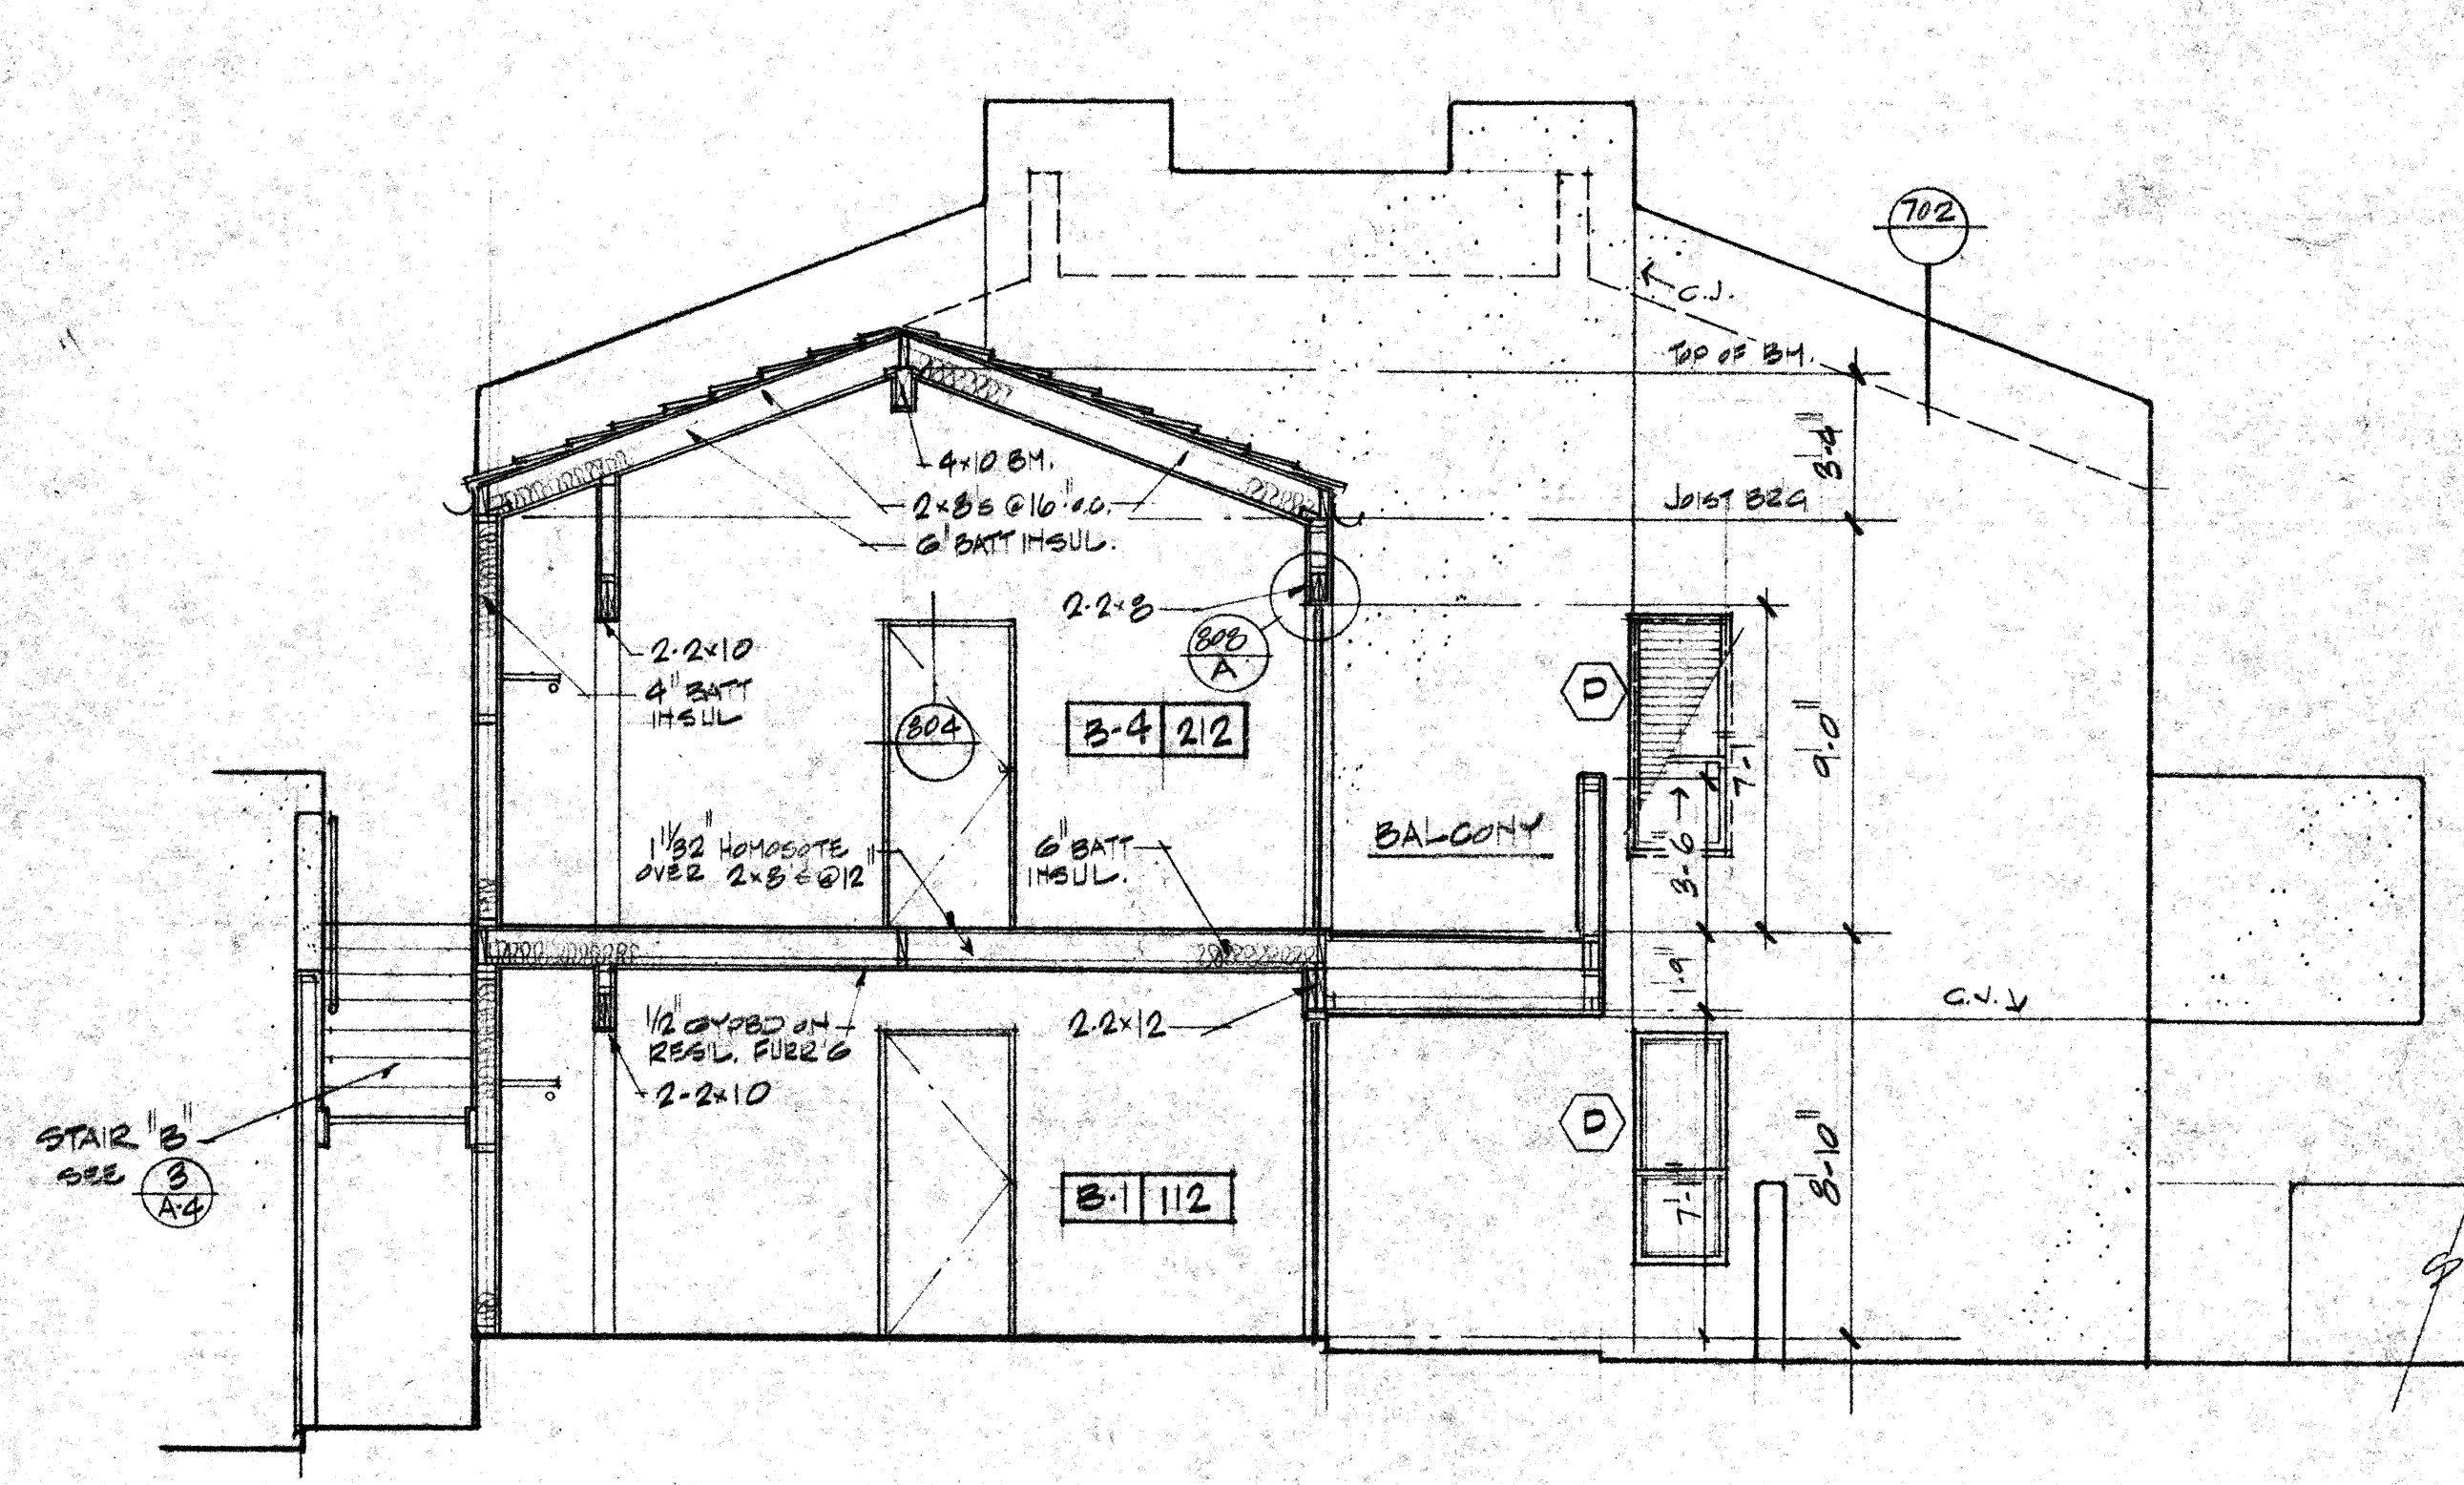 702
C.J.
TOP OF BM.
3'-4"
4x10 BM.
2x8's @16" o.c.
6" BATT INSUL.
JOIST BRG
2-2x8
808
A
2-2x10
4" BATT
INSUL
804
B-4 212
D
7'-1"
9'-0"
1 11/32" HOMOSOTE
OVER 2x8's @12"
6" BATT
INSUL.
BALCONY
3'-6"
1'-9"
C.J.
1/2" GYPBD ON
RESIL. FURR'G
2-2x12
2-2x10
STAIR "B"
SEE 3
A-4
B-1 112
D
7'-1"
8'-10"